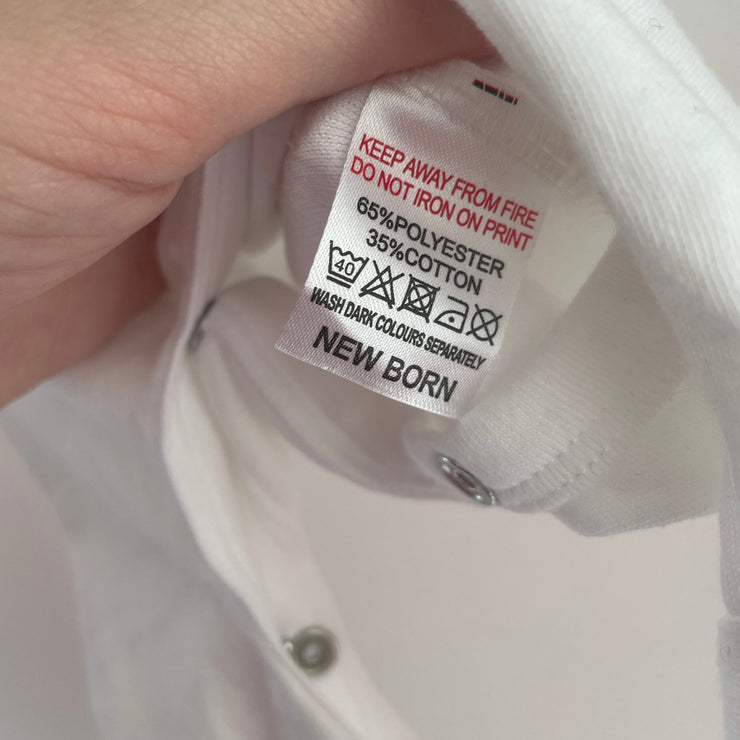 KEEP AWAY FROM FIRE
DO NOT IRON ON PRINT
65%POLYESTER
35%COTTON
40
WASH DARK COLOURS SEPARATELY
NEW BORN